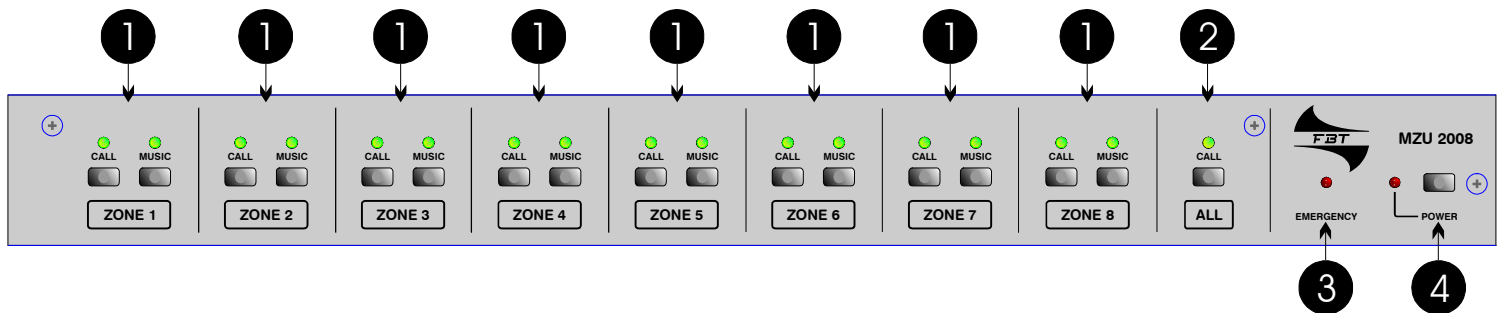 1 1 1 1 1 1 1 1 2
FBT MZU 2008
CALL MUSIC CALL MUSIC CALL MUSIC CALL MUSIC CALL MUSIC CALL MUSIC CALL MUSIC CALL MUSIC CALL
ZONE 1 ZONE 2 ZONE 3 ZONE 4 ZONE 5 ZONE 6 ZONE 7 ZONE 8 ALL
EMERGENCY POWER
3 4